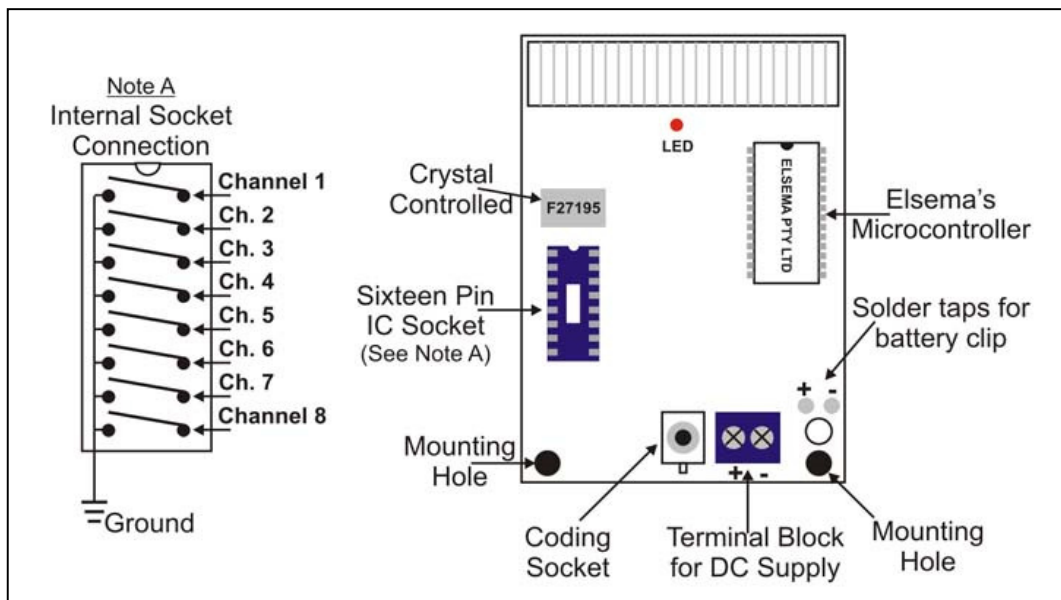 Note A
Internal Socket
Connection
Channel 1
Ch. 2
Ch. 3
Ch. 4
Ch. 5
Ch. 6
Ch. 7
Channel 8
Ground
LED
Crystal
Controlled
F27195
ELSEMA PTY LTD
Elsema's
Microcontroller
Sixteen Pin
IC Socket
(See Note A)
Solder taps for
battery clip
+ -
Mounting
Hole
+ -
Coding
Socket
Terminal Block
for DC Supply
Mounting
Hole